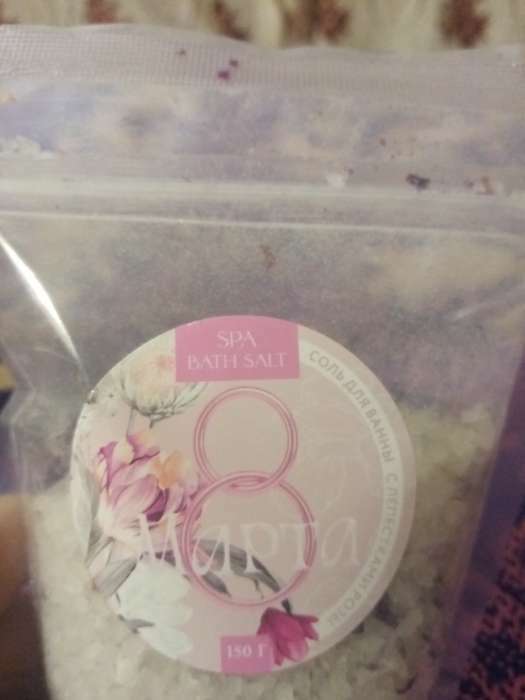 SPA
BATH SALT
СОЛЬ ДЛЯ ВАННЫ С ЛЕПЕСТКАМИ РОЗЫ
8
Марта
150 Г